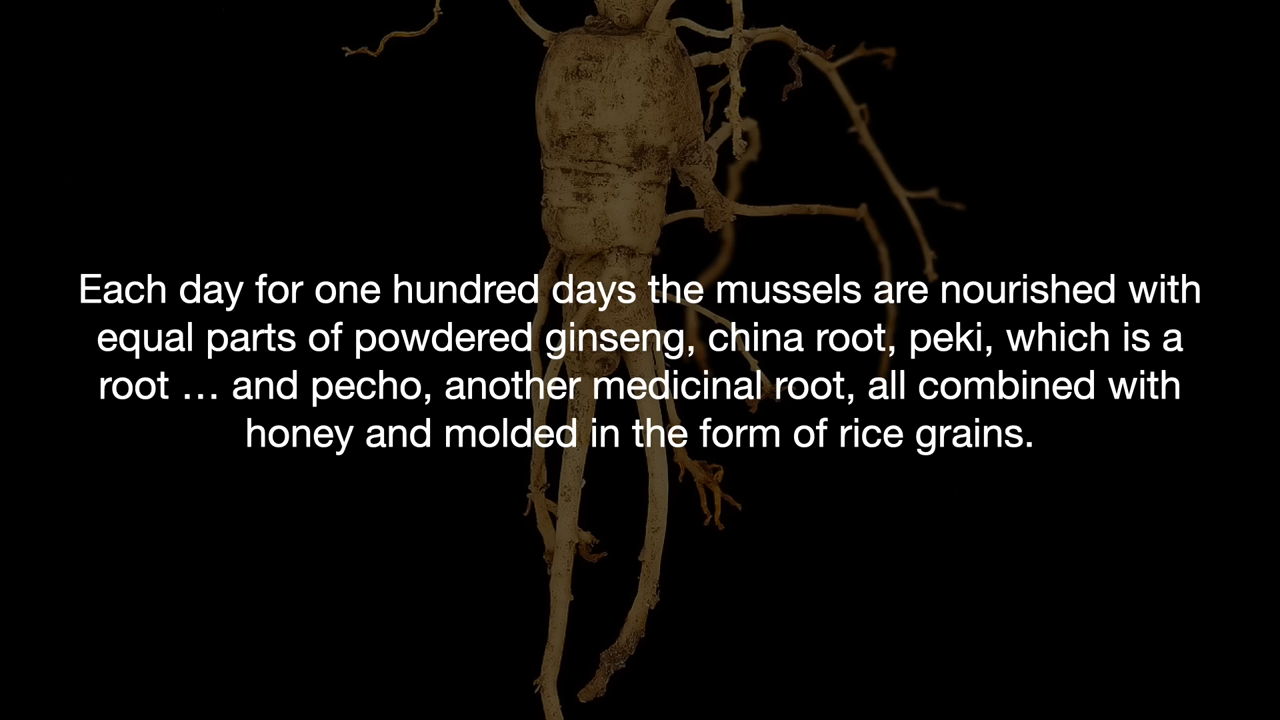 Each day for one hundred days the mussels are nourished with
equal parts of powdered ginseng, china root, peki, which is a
root … and pecho, another medicinal root, all combined with
honey and molded in the form of rice grains.